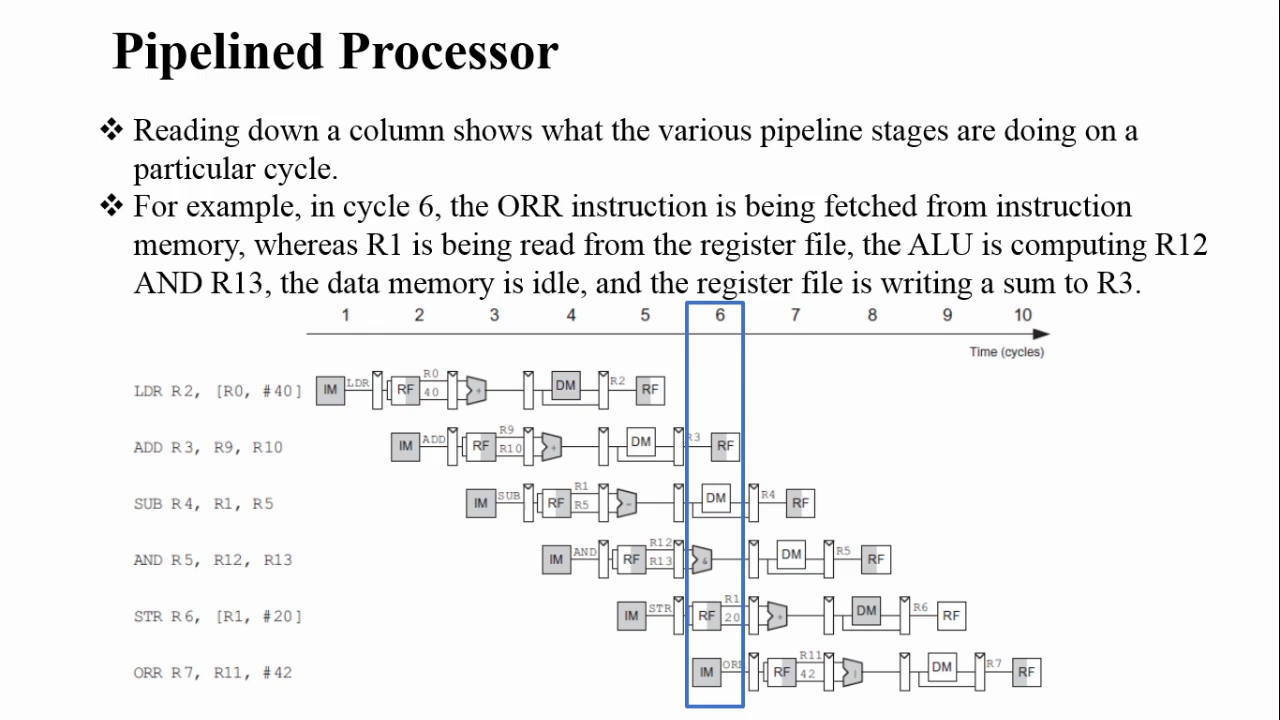 Pipelined Processor
❖ Reading down a column shows what the various pipeline stages are doing on a
particular cycle.
❖ For example, in cycle 6, the ORR instruction is being fetched from instruction
memory, whereas R1 is being read from the register file, the ALU is computing R12
AND R13, the data memory is idle, and the register file is writing a sum to R3.
1 2 3 4 5 6 7 8 9 10
Time (cycles)
LDR R2, [R0, #40] IM LDR RF R0 40 + DM R2 RF
ADD R3, R9, R10 IM ADD RF R9 R10 + DM R3 RF
SUB R4, R1, R5 IM SUB RF R1 R5 - DM R4 RF
AND R5, R12, R13 IM AND RF R12 R13 & DM R5 RF
STR R6, [R1, #20] IM STR RF R1 20 + DM R6 RF
ORR R7, R11, #42 IM ORR RF R11 42 | DM R7 RF